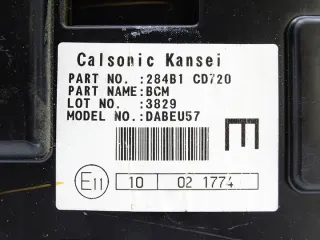 Calsonic Kansei
PART NO. :284B1 CD720
PART NAME:BCM
LOT NO. :3829
MODEL NO.:DABEU57
E
E11 10 02 1774